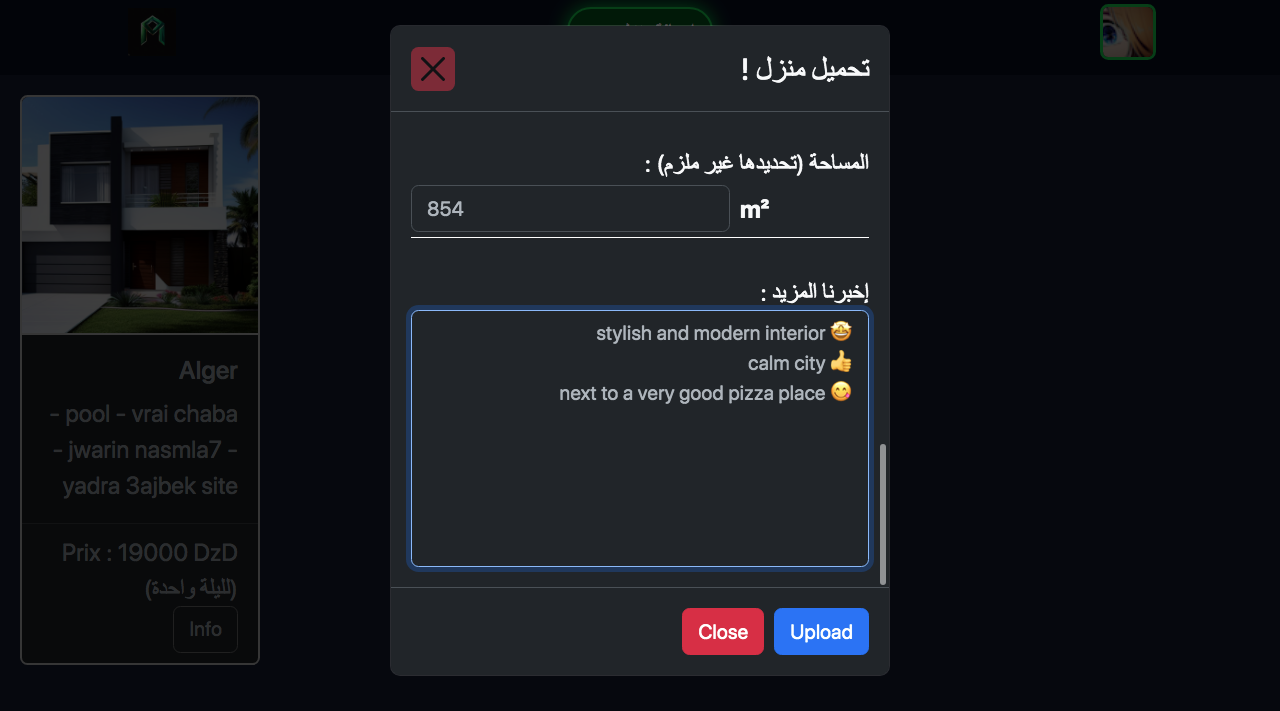 تحميل منزل !
المساحة (تحديدها غير ملزم) :
854 m²
إخبرنا المزيد :
stylish and modern interior 🤩
calm city 👍
next to a very good pizza place 😋
Upload
Close
Alger
- pool - vrai chaba
- jwarin nasmla7 -
yadra 3ajbek site
Prix : 19000 DzD
(لليلة واحدة)
Info